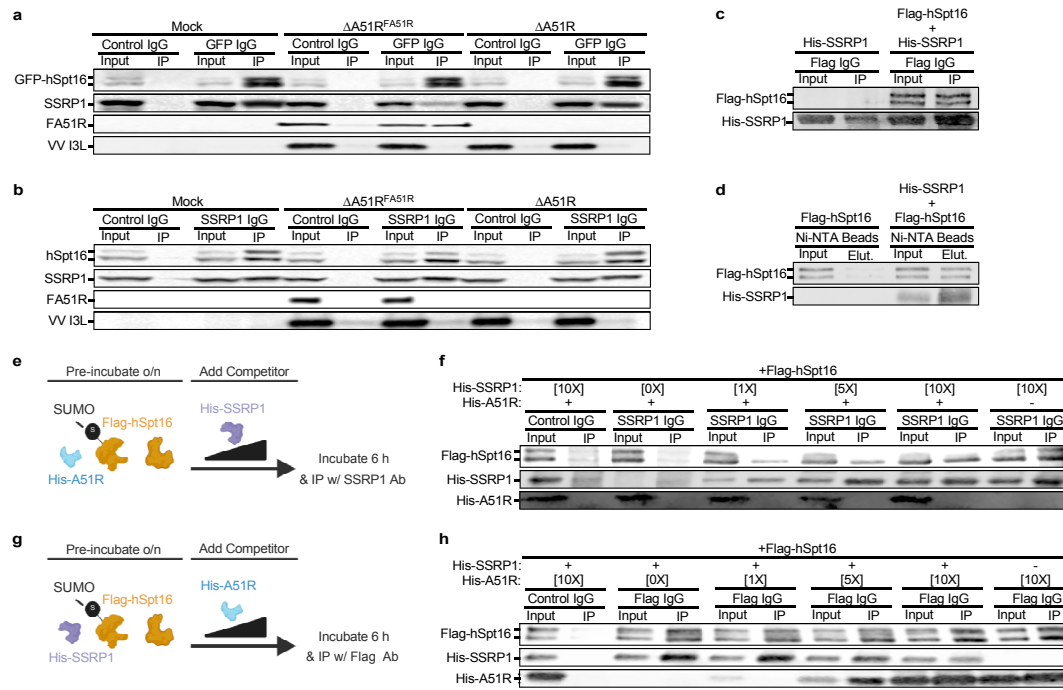 a
Mock ΔA51R^FA51R ΔA51R
Control IgG GFP IgG Control IgG GFP IgG Control IgG GFP IgG
Input IP Input IP Input IP Input IP Input IP Input IP
GFP-hSpt16
SSRP1
FA51R
VV I3L
b
Mock ΔA51R^FA51R ΔA51R
Control IgG SSRP1 IgG Control IgG SSRP1 IgG Control IgG SSRP1 IgG
Input IP Input IP Input IP Input IP Input IP Input IP
hSpt16
SSRP1
FA51R
VV I3L
c
Flag-hSpt16
+
His-SSRP1 His-SSRP1
Flag IgG Flag IgG
Input IP Input IP
Flag-hSpt16
His-SSRP1
d
His-SSRP1
+
Flag-hSpt16 Flag-hSpt16
Ni-NTA Beads Ni-NTA Beads
Input Elut. Input Elut.
Flag-hSpt16
His-SSRP1
e
Pre-incubate o/n Add Competitor
SUMO
S
Flag-hSpt16
His-A51R
His-SSRP1
Incubate 6 h
& IP w/ SSRP1 Ab
f
+Flag-hSpt16
His-SSRP1: [10X] [0X] [1X] [5X] [10X] [10X]
His-A51R: + + + + + -
Control IgG SSRP1 IgG SSRP1 IgG SSRP1 IgG SSRP1 IgG SSRP1 IgG
Input IP Input IP Input IP Input IP Input IP Input IP
Flag-hSpt16
His-SSRP1
His-A51R
g
Pre-incubate o/n Add Competitor
SUMO
S
Flag-hSpt16
His-SSRP1
His-A51R
Incubate 6 h
& IP w/ Flag Ab
h
+Flag-hSpt16
His-SSRP1: + + + + + -
His-A51R: [10X] [0X] [1X] [5X] [10X] [10X]
Control IgG Flag IgG Flag IgG Flag IgG Flag IgG Flag IgG
Input IP Input IP Input IP Input IP Input IP Input IP
Flag-hSpt16
His-SSRP1
His-A51R